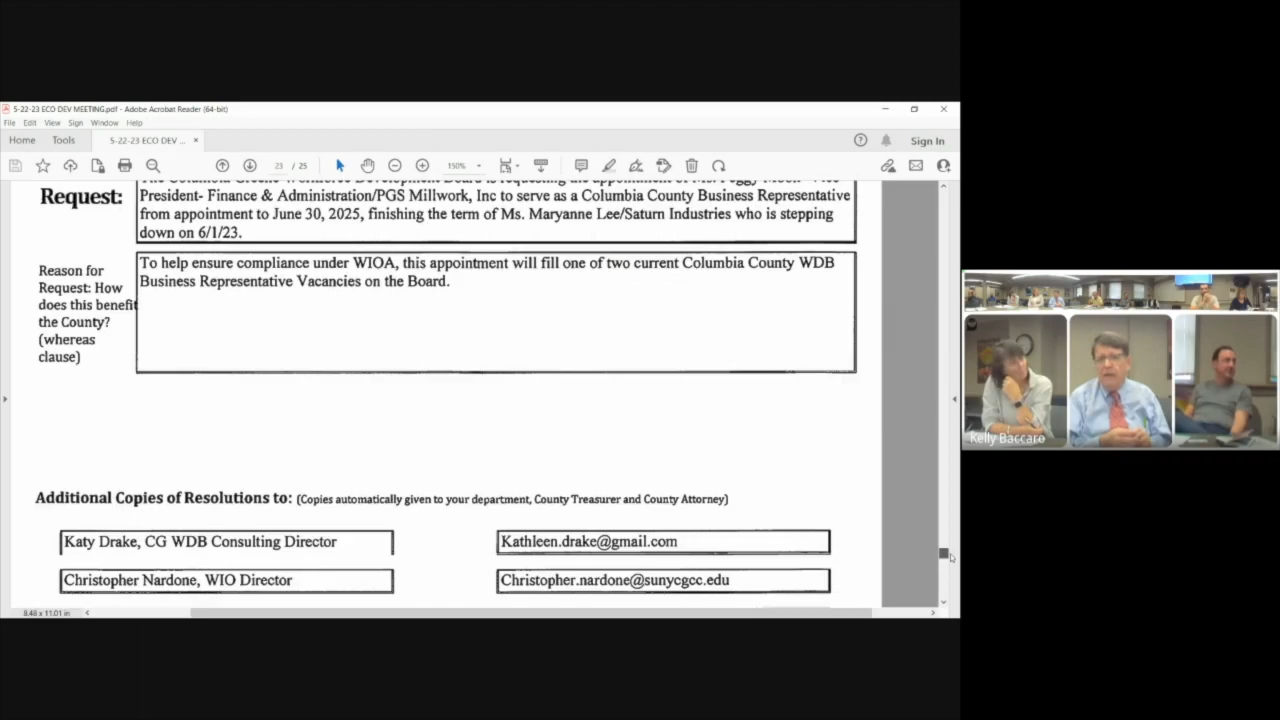 5-22-23 ECO DEV MEETING.pdf - Adobe Acrobat Reader (64-bit)
File Edit View Sign Window Help
Home Tools 5-22-23 ECO DEV ... × Sign In
23 / 25 150%
President- Finance & Administration/PGS Millwork, Inc to serve as a Columbia County Business Representative
Request:
from appointment to June 30, 2025, finishing the term of Ms. Maryanne Lee/Saturn Industries who is stepping
down on 6/1/23.
To help ensure compliance under WIOA, this appointment will fill one of two current Columbia County WDB
Business Representative Vacancies on the Board.
Reason for
Request: How
does this benefit
the County?
(whereas
clause)
Additional Copies of Resolutions to: (Copies automatically given to your department, County Treasurer and County Attorney)
Katy Drake, CG WDB Consulting Director
Kathleen.drake@gmail.com
Christopher Nardone, WIO Director
Christopher.nardone@sunycgcc.edu
8.48 x 11.01 in
Kelly Baccaro